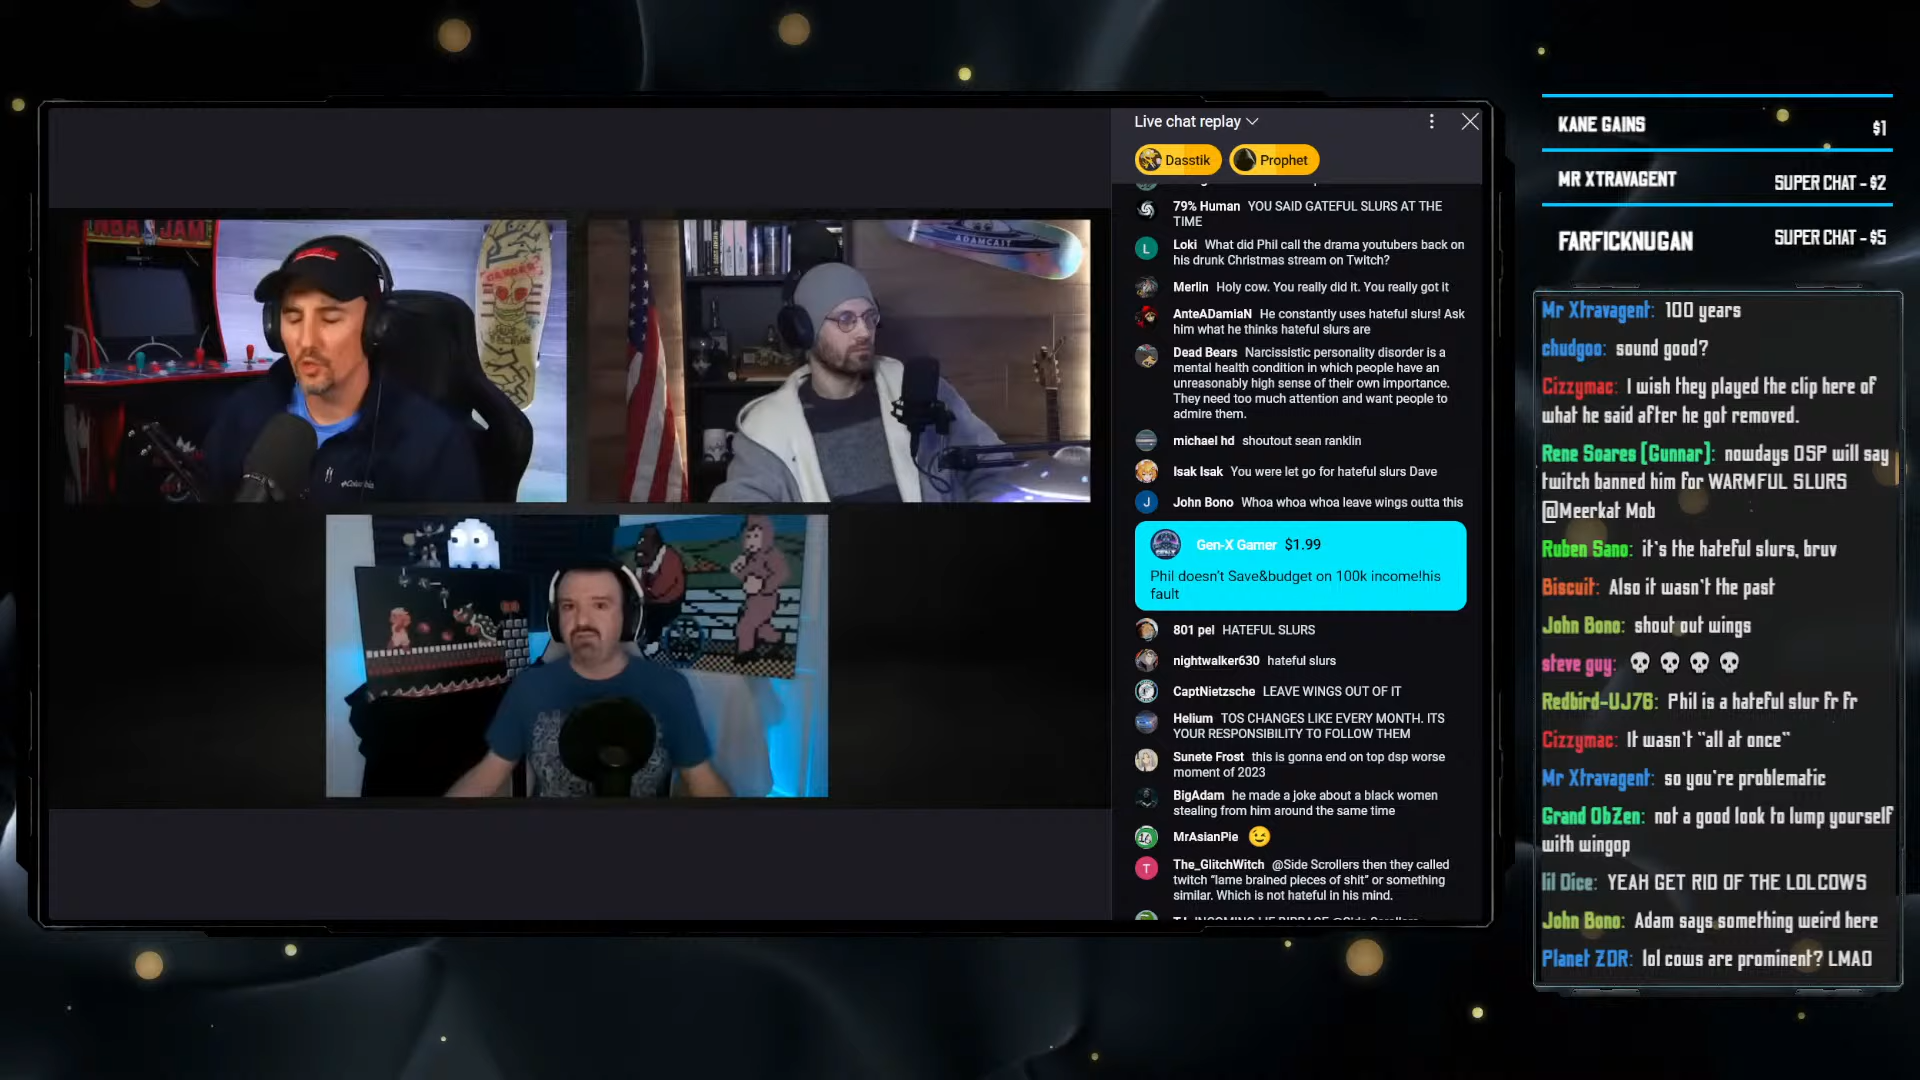 NBA JAM
ADAMCAST
Live chat replay
Dasstik
Prophet
79% Human YOU SAID GATEFUL SLURS AT THE
TIME
L
Loki What did Phil call the drama youtubers back on
his drunk Christmas stream on Twitch?
Merlin Holy cow. You really did it. You really got it
AnteADamiaN He constantly uses hateful slurs! Ask
him what he thinks hateful slurs are
Dead Bears Narcissistic personality disorder is a
mental health condition in which people have an
unreasonably high sense of their own importance.
They need too much attention and want people to
admire them.
michael hd shoutout sean ranklin
Isak Isak You were let go for hateful slurs Dave
J
John Bono Whoa whoa whoa leave wings outta this
Gen-X Gamer $1.99
Phil doesn't Save&budget on 100k income!his
fault
801 pei HATEFUL SLURS
nightwalker630 hateful slurs
CaptNietzsche LEAVE WINGS OUT OF IT
Helium TOS CHANGES LIKE EVERY MONTH. ITS
YOUR RESPONSIBILITY TO FOLLOW THEM
Sunete Frost this is gonna end on top dsp worse
moment of 2023
BigAdam he made a joke about a black women
stealing from him around the same time
MrAsianPie 😉
T
The_GlitchWitch @Side Scrollers then they called
twitch "lame brained pieces of shit" or something
similar. Which is not hateful in his mind.
KANE GAINS $1
MR XTRAVAGENT SUPER CHAT - $2
FARFICKNUGAN SUPER CHAT - $5
Mr Xtravagent: 100 years
chudgoo: sound good?
Cizzymac: I wish they played the clip here of
what he said after he got removed.
Rene Soares (Gunnar): nowdays DSP will say
twitch banned him for WARMFUL SLURS
@Meerkat Mob
Ruben Sano: it's the hateful slurs, bruv
Biscuit: Also it wasn't the past
John Bono: shout out wings
steve guy: 💀 💀 💀 💀
Redbird-UJ76: Phil is a hateful slur fr fr
Cizzymac: It wasn't "all at once"
Mr Xtravagent: so you're problematic
Grand ObZen: not a good look to lump yourself
with wingop
lil Dice: YEAH GET RID OF THE LOLCOWS
John Bono: Adam says something weird here
Planet ZDR: lol cows are prominent? LMAO